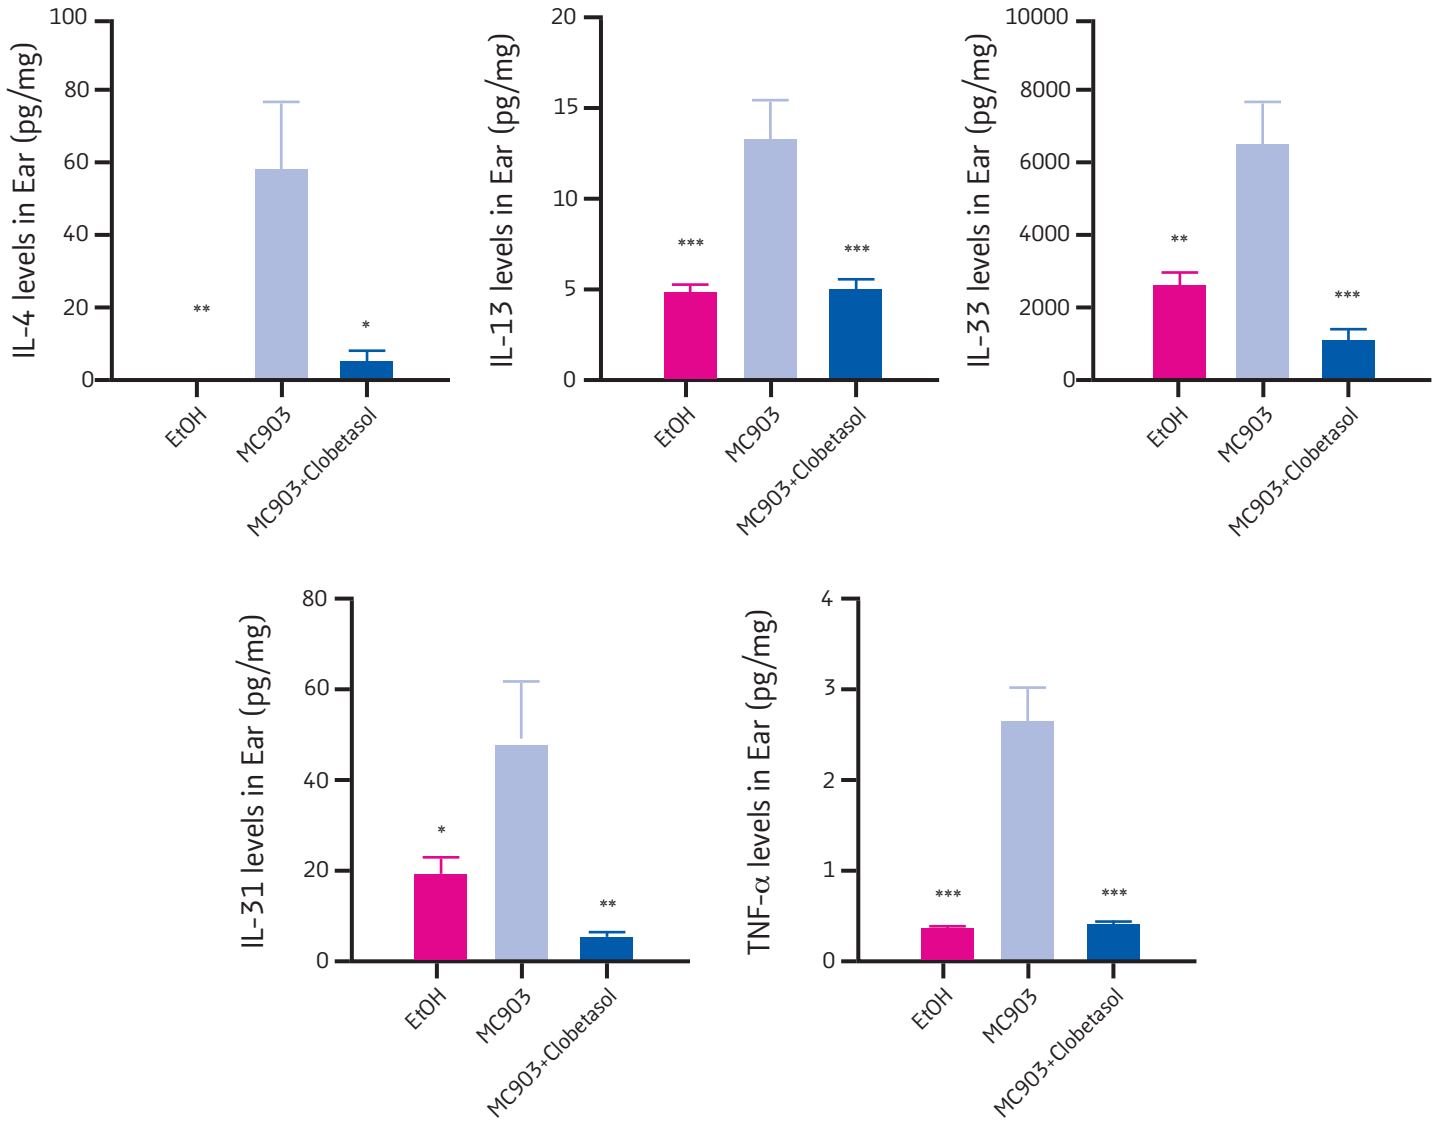 IL-4 levels in Ear (pg/mg)
100
80
60
40
20
0
**
*
EtOH
MC903
MC903+Clobetasol
IL-13 levels in Ear (pg/mg)
20
15
10
5
0
***
***
EtOH
MC903
MC903+Clobetasol
IL-33 levels in Ear (pg/mg)
10000
8000
6000
4000
2000
0
**
***
EtOH
MC903
MC903+Clobetasol
IL-31 levels in Ear (pg/mg)
80
60
40
20
0
*
**
EtOH
MC903
MC903+Clobetasol
TNF-α levels in Ear (pg/mg)
4
3
2
1
0
***
***
EtOH
MC903
MC903+Clobetasol